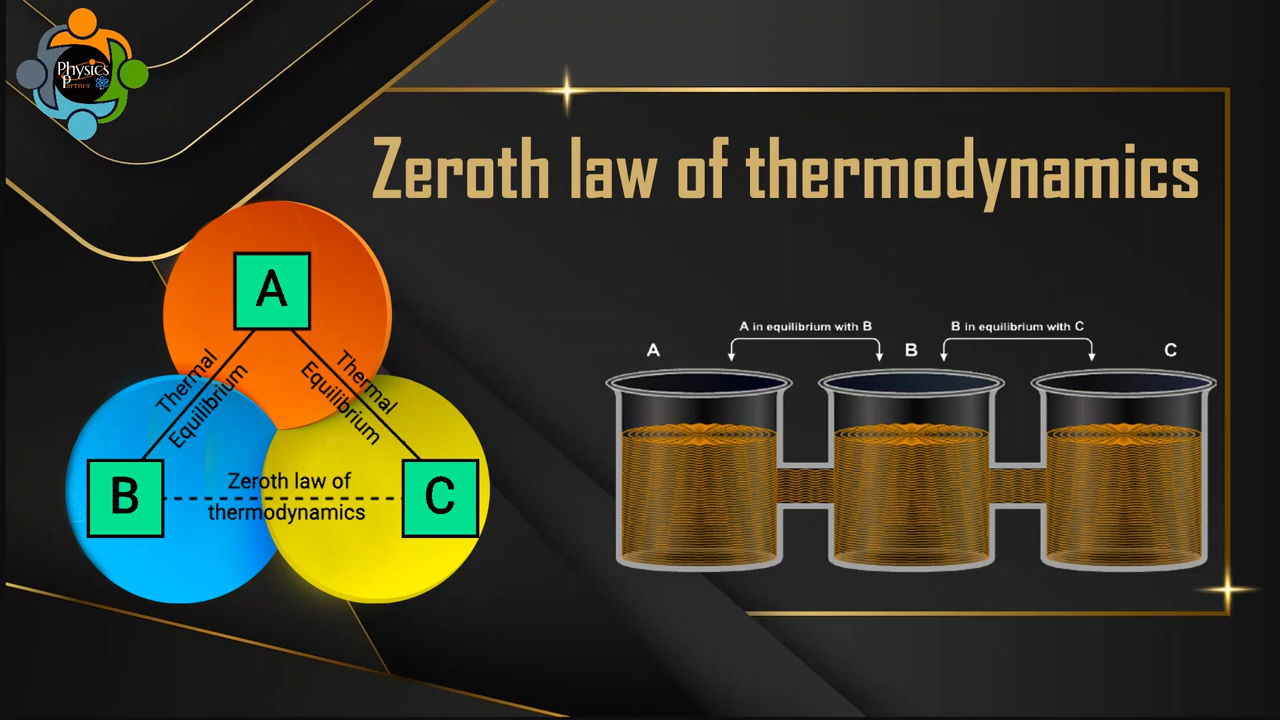 Physics
Partner
Zeroth law of thermodynamics
A
Thermal
Equilibrium
Thermal
Equilibrium
B
Zeroth law of
thermodynamics
C
A in equilibrium with B
B in equilibrium with C
A
B
C